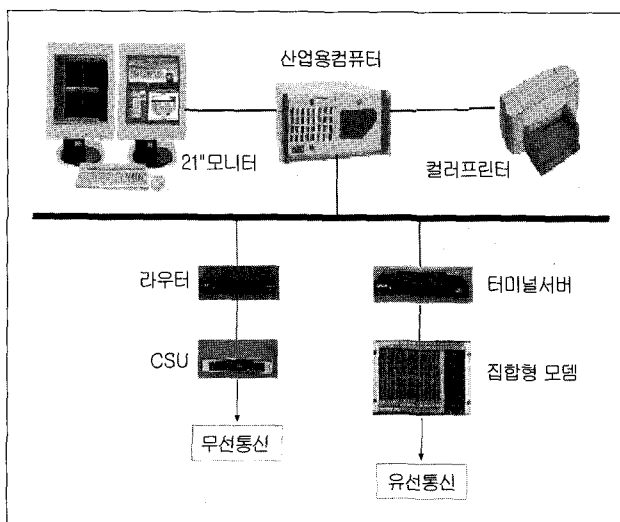 산업용컴퓨터
21"모니터
컬러프린터
라우터
터미널서버
CSU
집합형 모뎀
무선통신
유선통신